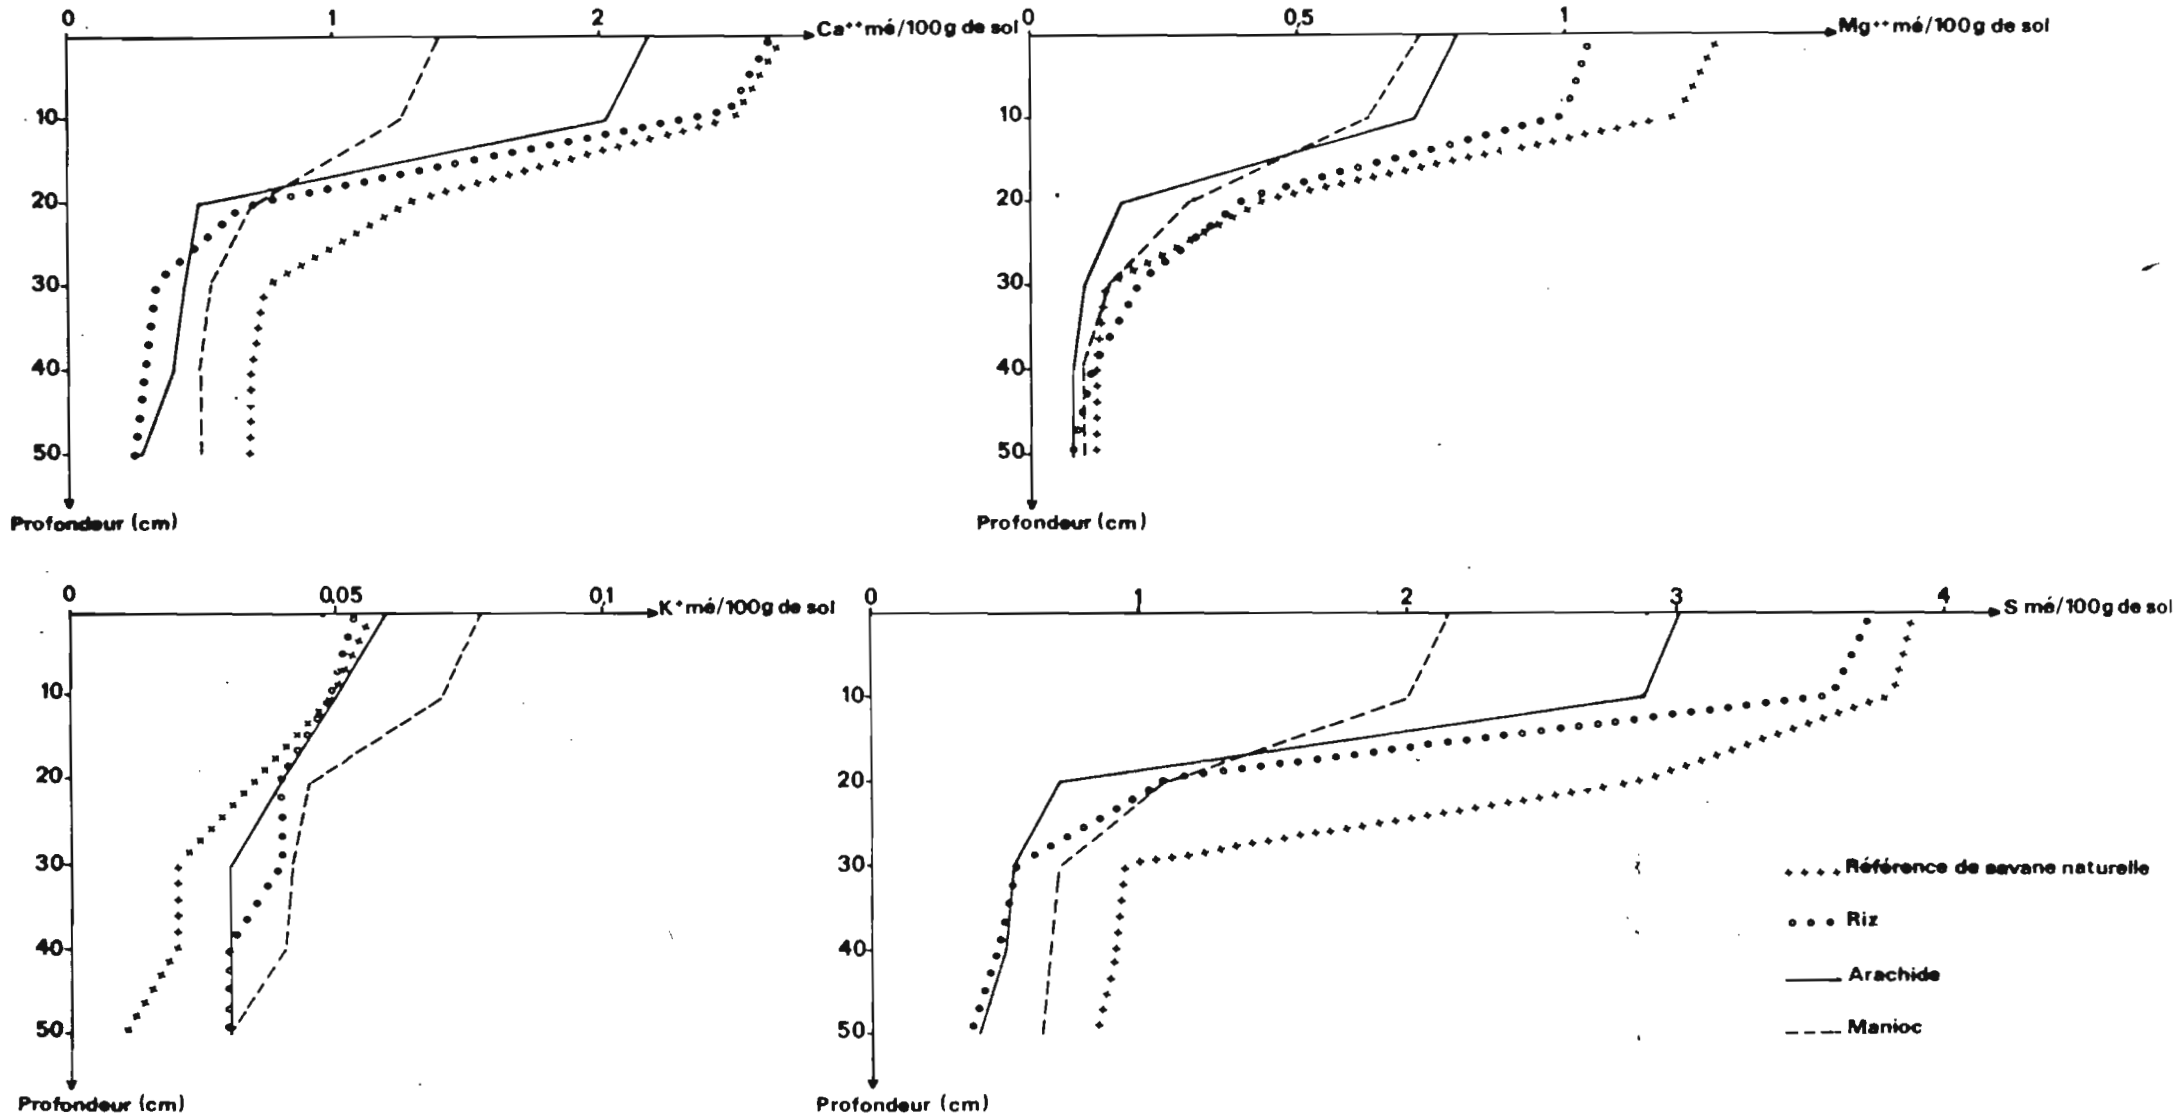 0 1 2 Ca⁺⁺mé/100g de sol
10
20
30
40
50
Profondeur (cm)
0 0,5 1 Mg⁺⁺mé/100g de sol
10
20
30
40
50
Profondeur (cm)
0 0,05 0,1 K⁺mé/100g de sol
10
20
30
40
50
Profondeur (cm)
0 1 2 3 4 S mé/100g de sol
10
20
30
40
50
Profondeur (cm)
Référence de savane naturelle
Riz
Arachide
Manioc